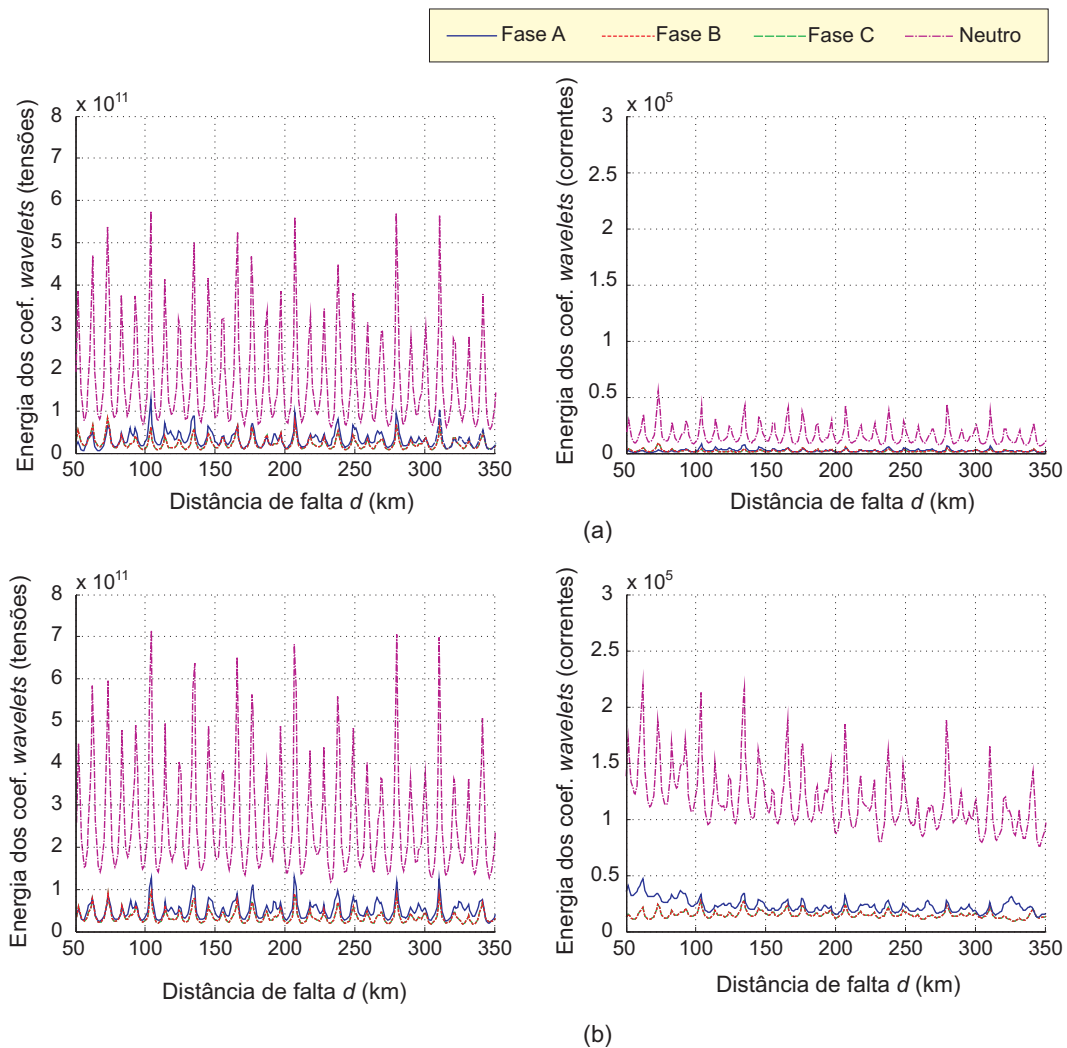 Fase A Fase B Fase C Neutro
x 10^11
Energia dos coef. wavelets (tensões)
8
7
6
5
4
3
2
1
0
50 100 150 200 250 300 350
Distância de falta d (km)
x 10^5
Energia dos coef. wavelets (correntes)
3
2.5
2
1.5
1
0.5
0
50 100 150 200 250 300 350
Distância de falta d (km)
(a)
x 10^11
Energia dos coef. wavelets (tensões)
8
7
6
5
4
3
2
1
0
50 100 150 200 250 300 350
Distância de falta d (km)
x 10^5
Energia dos coef. wavelets (correntes)
3
2.5
2
1.5
1
0.5
0
50 100 150 200 250 300 350
Distância de falta d (km)
(b)